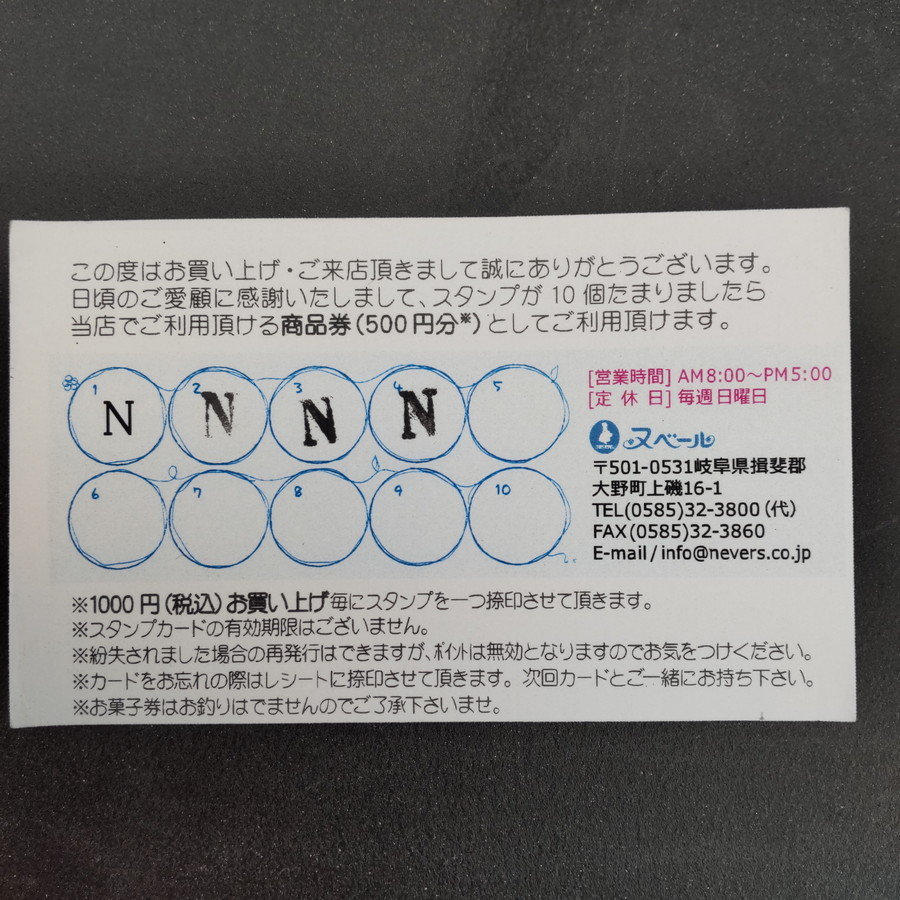 この度はお買い上げ・ご来店頂きまして誠にありがとうございます。
日頃のご愛顧に感謝いたしまして、スタンプが10個たまりましたら
当店でご利用頂ける商品券(500円分※)としてご利用頂けます。
1 2 3 4 5
N N N N
6 7 8 9 10
[営業時間] AM8:00〜PM5:00
[定 休 日] 毎週日曜日
ヌベール
〒501-0531岐阜県揖斐郡
大野町上磯16-1
TEL(0585)32-3800(代)
FAX(0585)32-3860
E-mail/info@nevers.co.jp
※1000円(税込)お買い上げ毎にスタンプを一つ捺印させて頂きます。
※スタンプカードの有効期限はございません。
※紛失されました場合の再発行はできますが、ポイントは無効となりますのでお気をつけください。
※カードをお忘れの際はレシートに捺印させて頂きます。次回カードとご一緒にお持ち下さい。
※お菓子券はお釣りはでませんのでご了承下さいませ。